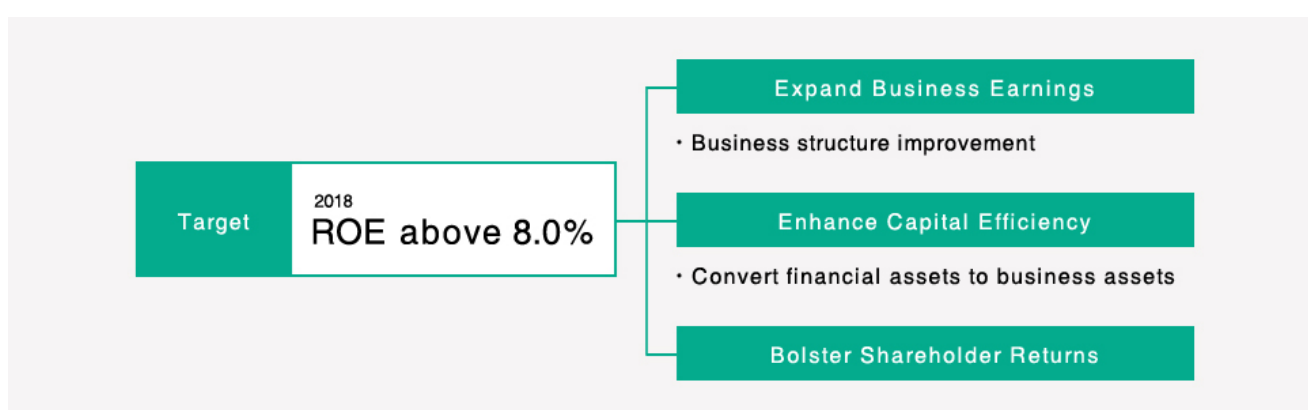 Target
2018
ROE above 8.0%
Expand Business Earnings
・Business structure improvement
Enhance Capital Efficiency
・Convert financial assets to business assets
Bolster Shareholder Returns